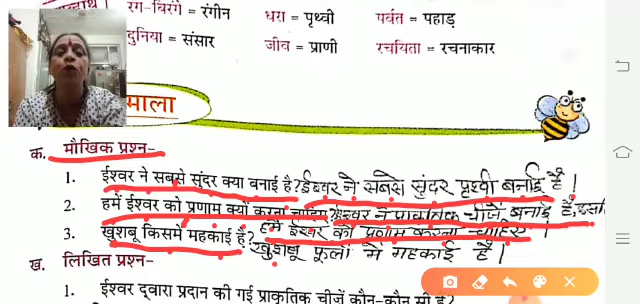 रंग-बिरंगे = रंगीन
धरा = पृथ्वी
पर्वत = पहाड़
दुनिया = संसार
जीव = प्राणी
रचयिता = रचनाकार
माला
क. मौखिक प्रश्न-
1. ईश्वर ने सबसे सुंदर क्या बनाई है? ईश्वर ने सबसे सुंदर पृथ्वी बनाई है।
2. हमें ईश्वर को प्रणाम क्यों करना चाहिए? ईश्वर ने प्राकृतिक चीजें बनाई हैं,
हमें ईश्वर को प्रणाम करना चाहिए।
3. खुशबू किसमें महकाई है? खुशबू फूलों में महकाई है।
ख. लिखित प्रश्न-
1. ईश्वर द्वारा प्रदान की गई प्राकृतिक चीजें कौन-कौन सी हैं?